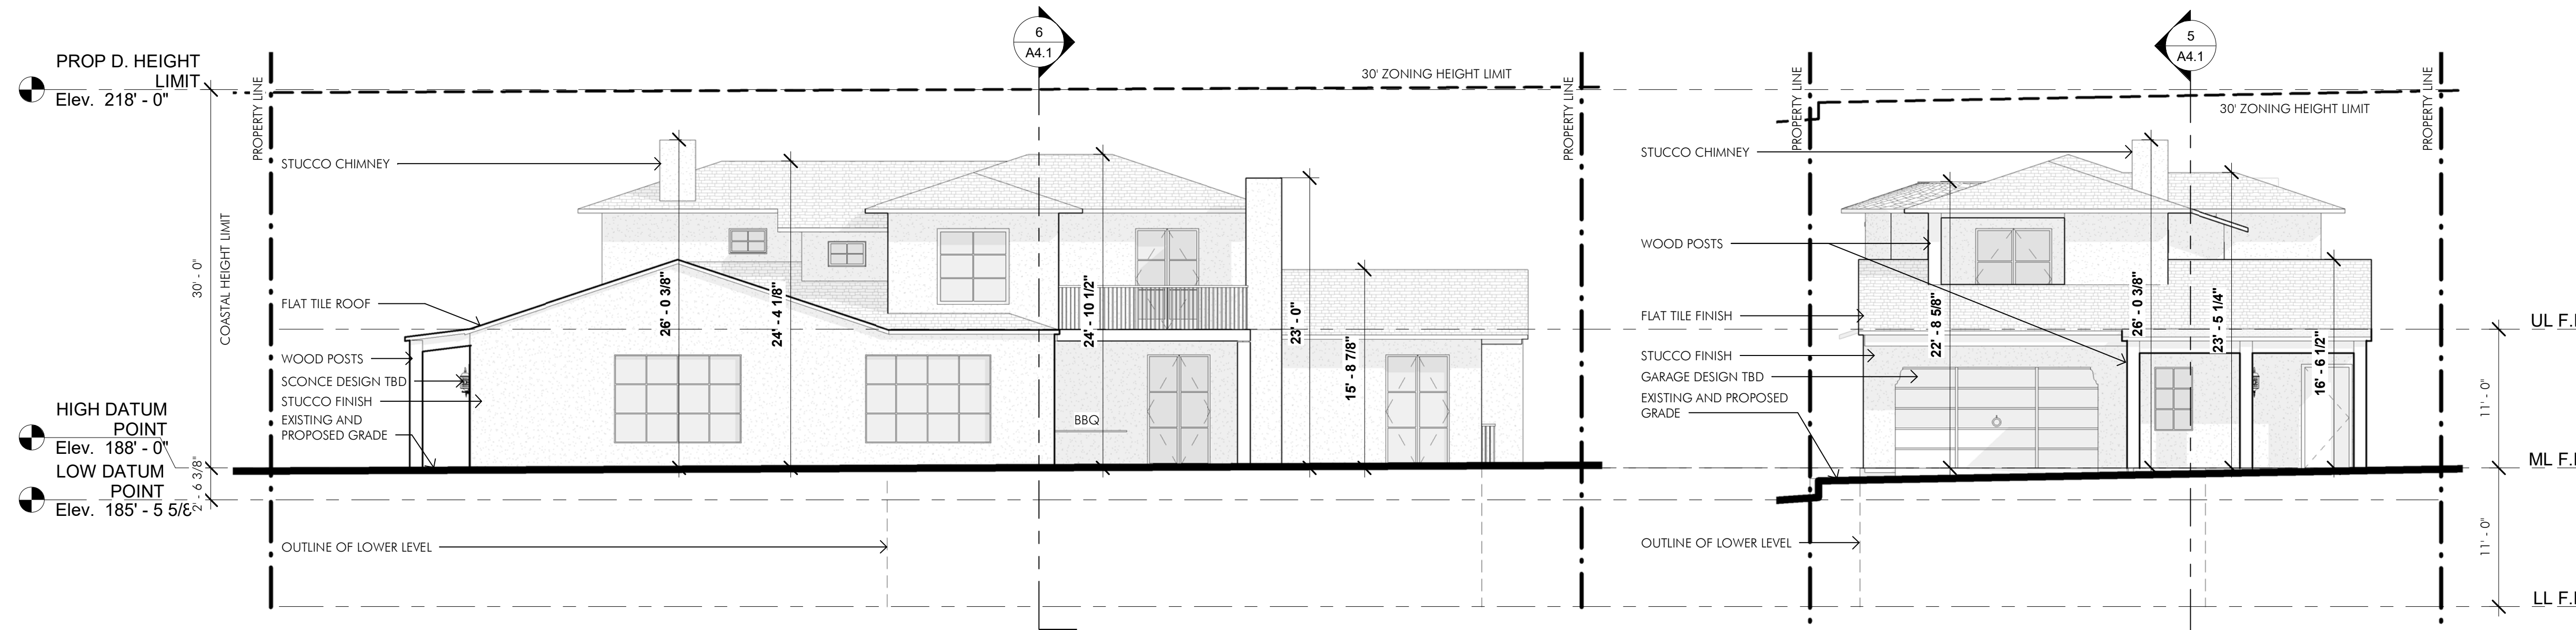 PROP D. HEIGHT
LIMIT
Elev. 218' - 0"
30' - 0"
COASTAL HEIGHT LIMIT
HIGH DATUM
POINT
Elev. 188' - 0"
LOW DATUM
POINT
Elev. 185' - 5 5/8
2' - 6 3/8"
PROPERTY LINE
STUCCO CHIMNEY
FLAT TILE ROOF
WOOD POSTS
SCONCE DESIGN TBD
STUCCO FINISH
EXISTING AND
PROPOSED GRADE
OUTLINE OF LOWER LEVEL
6
A4.1
30' ZONING HEIGHT LIMIT
PROPERTY LINE
26' - 0 3/8"
24' - 4 1/8"
24' - 10 1/2"
23' - 0"
15' - 8 7/8"
BBQ
5
A4.1
PROPERTY LINE
PROPERTY LINE
30' ZONING HEIGHT LIMIT
STUCCO CHIMNEY
WOOD POSTS
FLAT TILE FINISH
STUCCO FINISH
GARAGE DESIGN TBD
EXISTING AND PROPOSED
GRADE
OUTLINE OF LOWER LEVEL
22' - 8 5/8"
26' - 0 3/8"
23' - 5 1/4"
16' - 6 1/2"
UL F.
11' - 0"
ML F.
11' - 0"
LL F.